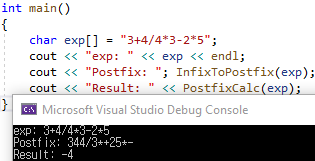 int main()
{
char exp[] = "3+4/4*3-2*5";
cout << "exp: " << exp << endl;
cout << "Postfix: "; InfixToPostfix(exp);
cout << "Result: " << PostfixCalc(exp);
}
Microsoft Visual Studio Debug Console
exp: 3+4/4*3-2*5
Postfix: 344/3*+25*-
Result: -4